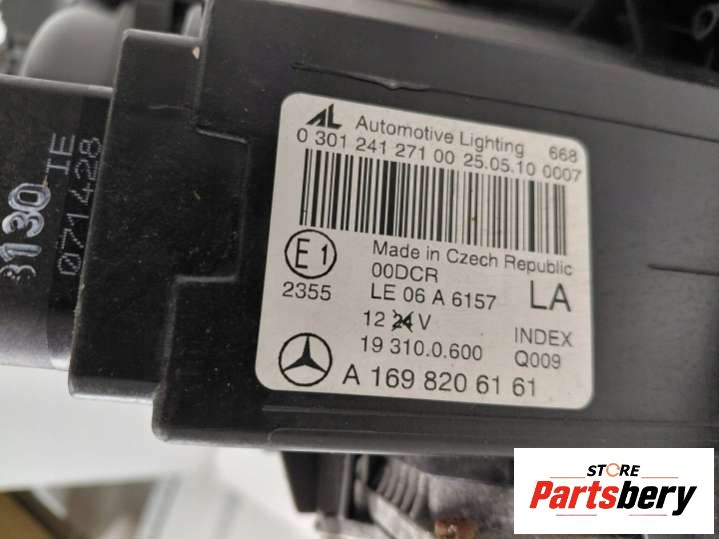 AL Automotive Lighting 668
0 301 241 271 00 25.05.10 0007
E1
2355
Made in Czech Republic
00DCR
LE 06 A 6157
LA
12 24 V
19 310.0.600
INDEX
Q009
A 169 820 61 61
3130 IE
071428
STORE
Partsbery